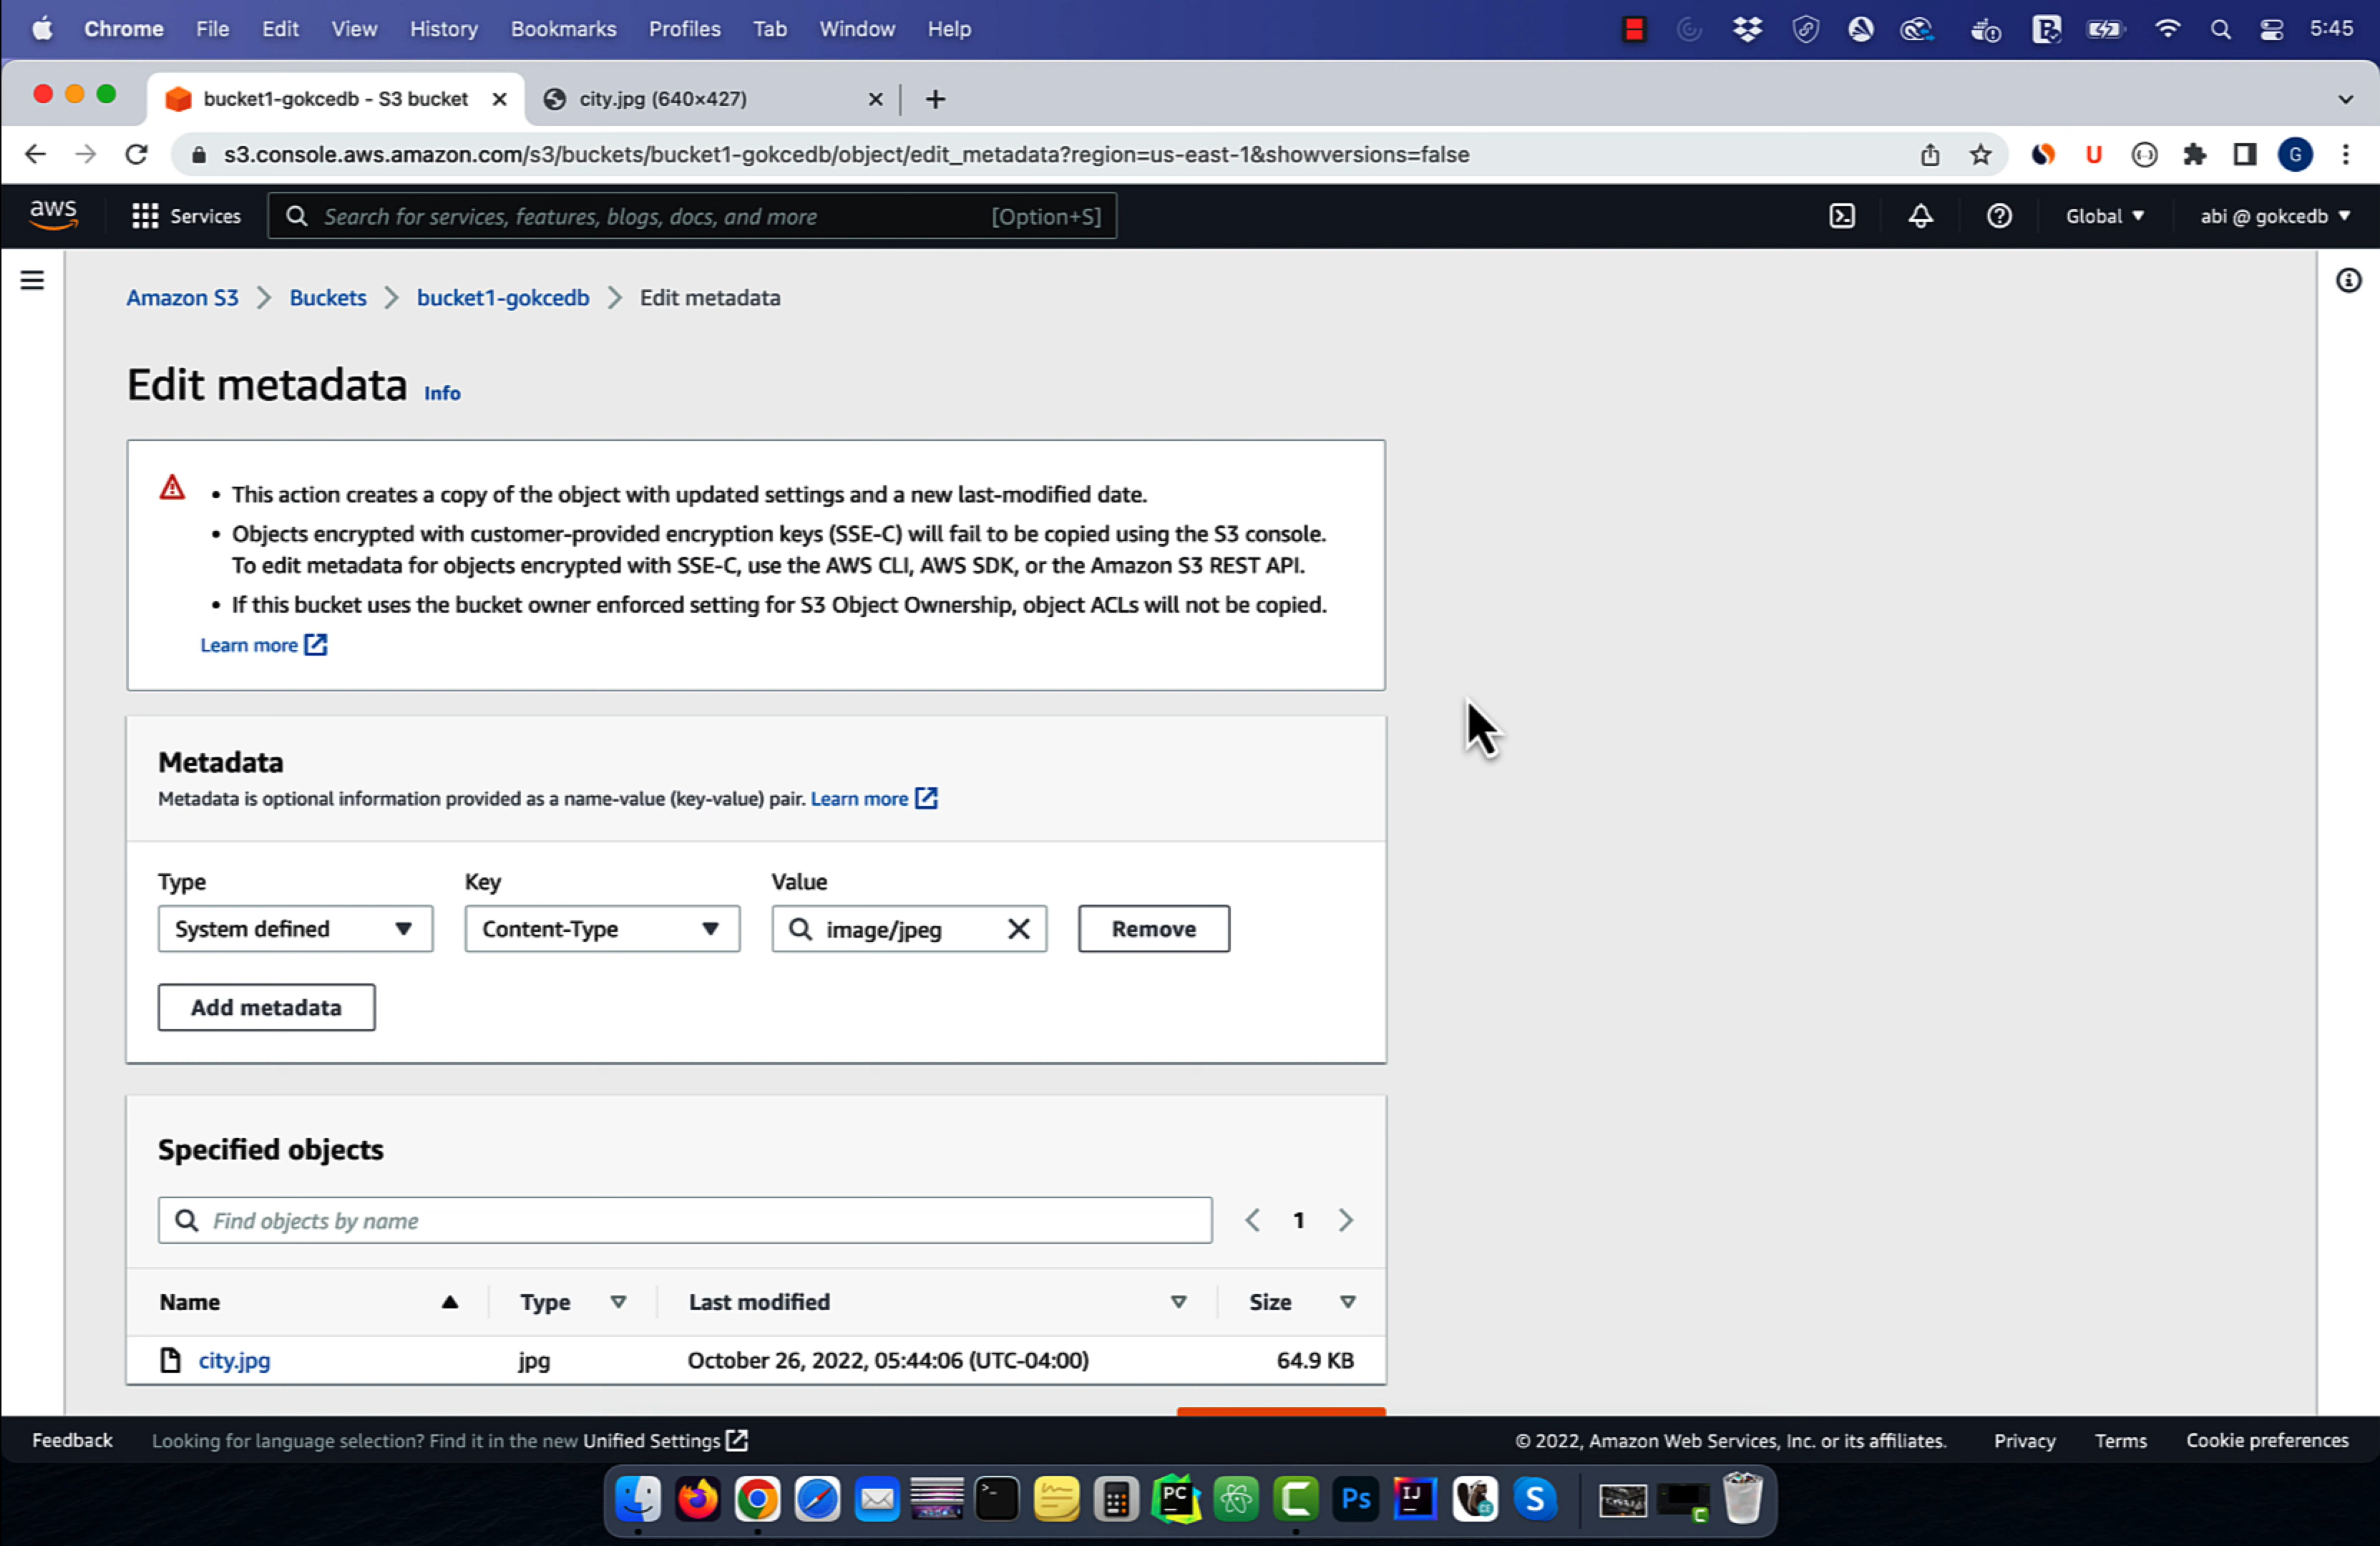 Chrome File Edit View History Bookmarks Profiles Tab Window Help 5:45
bucket1-gokcedb - S3 bucket city.jpg (640×427)
s3.console.aws.amazon.com/s3/buckets/bucket1-gokcedb/object/edit_metadata?region=us-east-1&showversions=false U G
aws Services Search for services, features, blogs, docs, and more [Option+S] Global abi @ gokcedb
Amazon S3 Buckets bucket1-gokcedb Edit metadata
Edit metadata Info
• This action creates a copy of the object with updated settings and a new last-modified date.
• Objects encrypted with customer-provided encryption keys (SSE-C) will fail to be copied using the S3 console.
To edit metadata for objects encrypted with SSE-C, use the AWS CLI, AWS SDK, or the Amazon S3 REST API.
• If this bucket uses the bucket owner enforced setting for S3 Object Ownership, object ACLs will not be copied.
Learn more
Metadata
Metadata is optional information provided as a name-value (key-value) pair. Learn more
Type Key Value
System defined Content-Type image/jpeg Remove
Add metadata
Specified objects
Find objects by name 1
Name Type Last modified Size
city.jpg jpg October 26, 2022, 05:44:06 (UTC-04:00) 64.9 KB
Feedback Looking for language selection? Find it in the new Unified Settings © 2022, Amazon Web Services, Inc. or its affiliates. Privacy Terms Cookie preferences
PC C Ps IJ CE S C